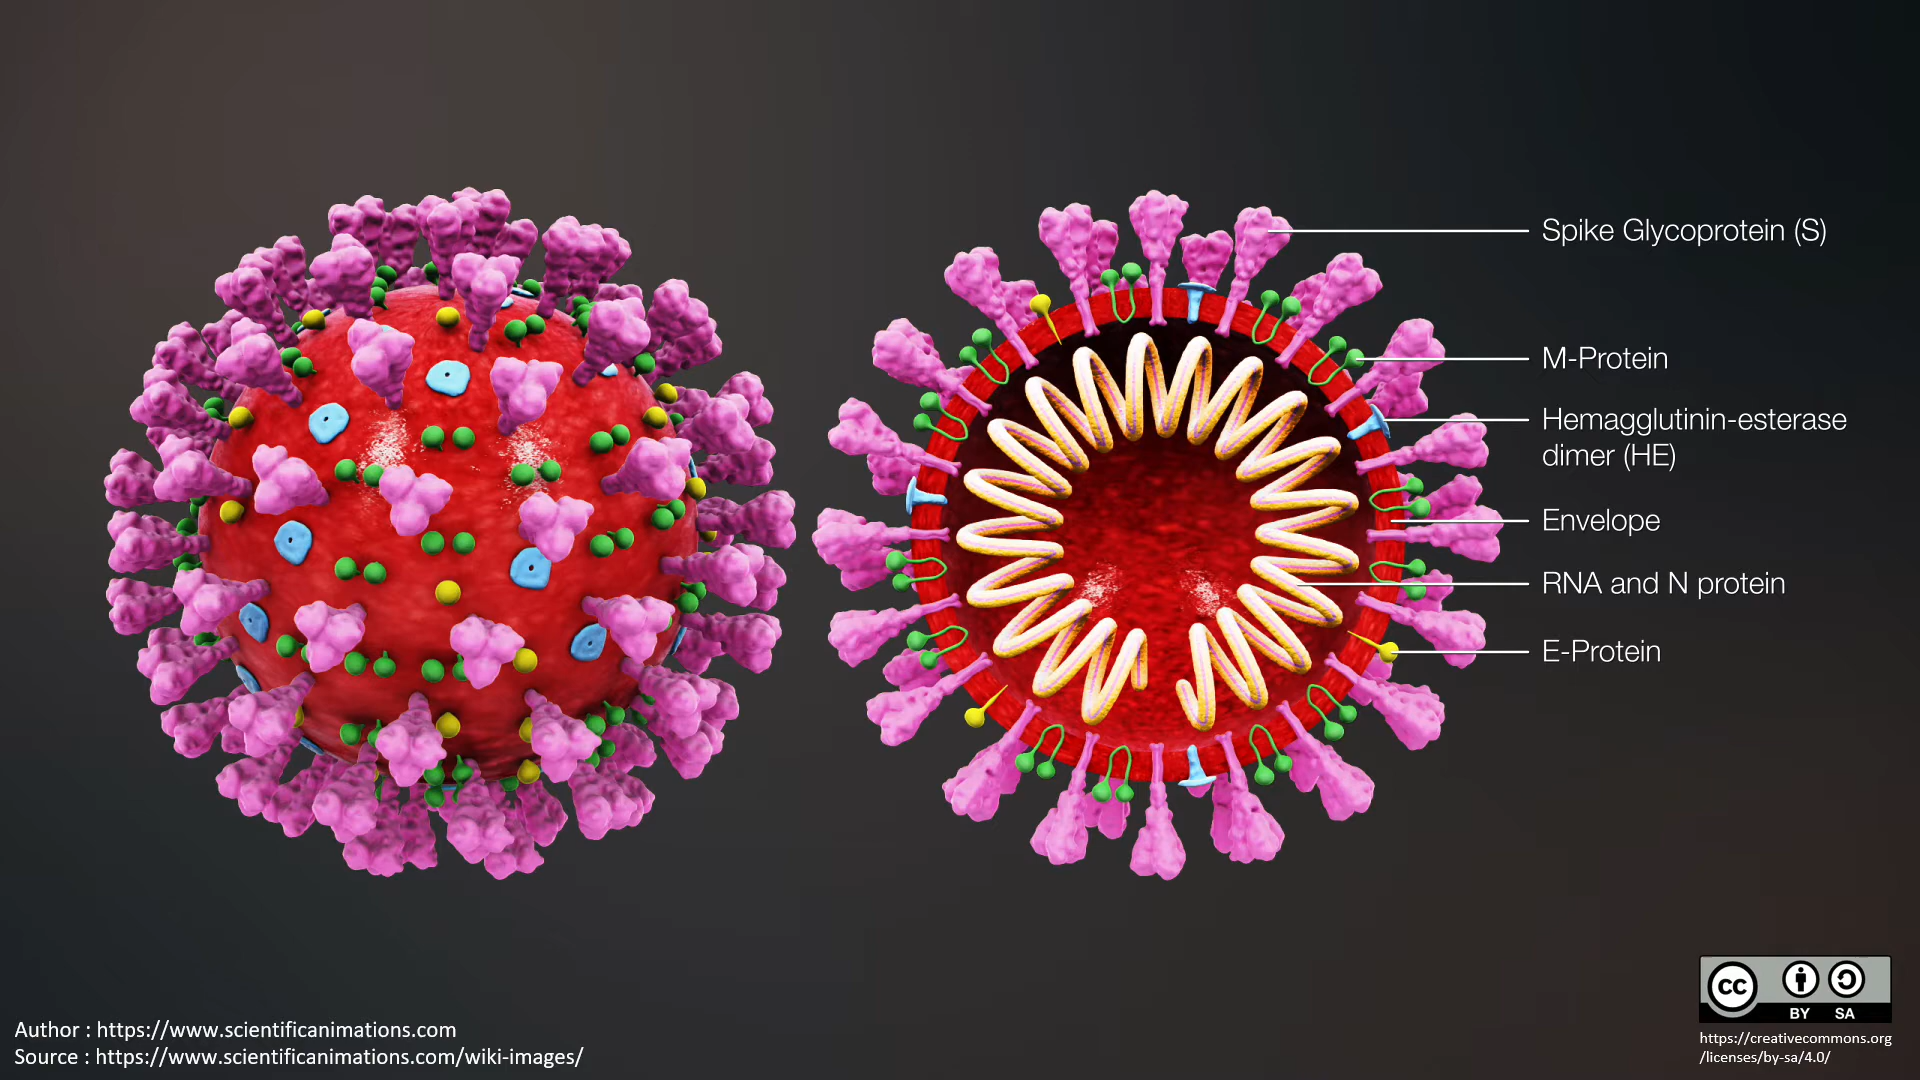 Spike Glycoprotein (S)
M-Protein
Hemagglutinin-esterase
dimer (HE)
Envelope
RNA and N protein
E-Protein
Author : https://www.scientificanimations.com
Source : https://www.scientificanimations.com/wiki-images/
CC
BY SA
https://creativecommons.org
/licenses/by-sa/4.0/